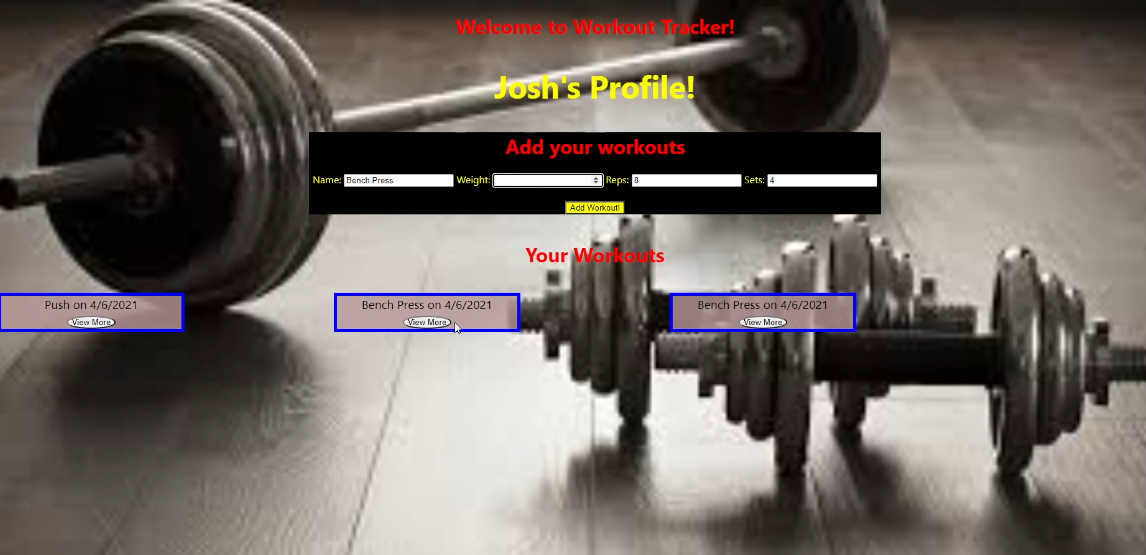 Welcome to Workout Tracker!
Josh's Profile!
Add your workouts
Name: Bench Press Weight: Reps: 8 Sets: 4
Add Workout!
Your Workouts
Push on 4/6/2021
View More
Bench Press on 4/6/2021
View More
Bench Press on 4/6/2021
View More